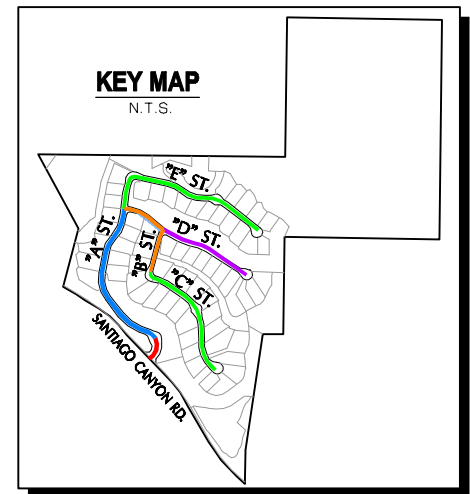 KEY MAP
N.T.S.
"E" ST.
"A" ST.
"D" ST.
"B" ST.
"C" ST.
SANTIAGO CANYON RD.